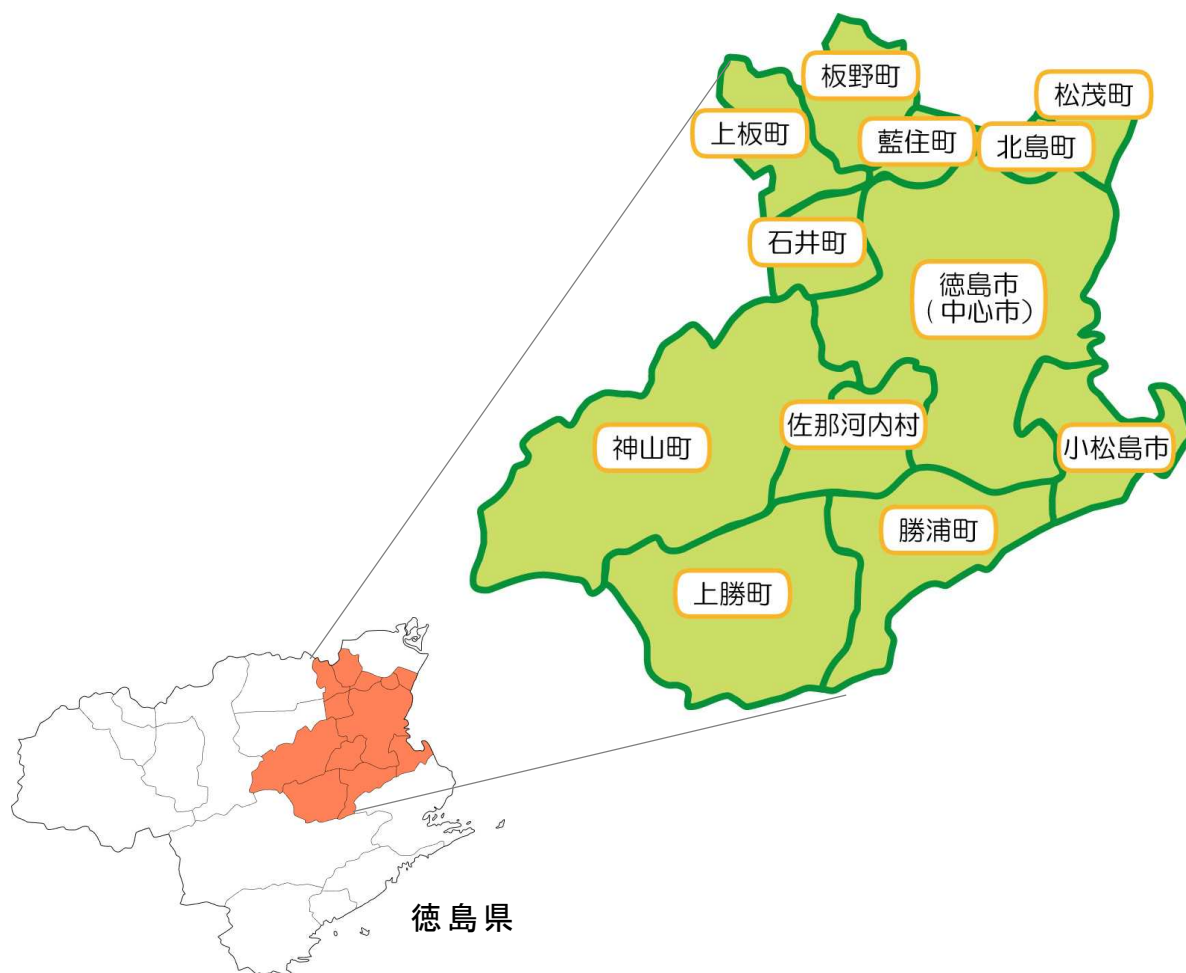 板野町
松茂町
上板町
藍住町
北島町
石井町
徳島市
(中心市)
佐那河内村
神山町
小松島市
勝浦町
上勝町
徳島県